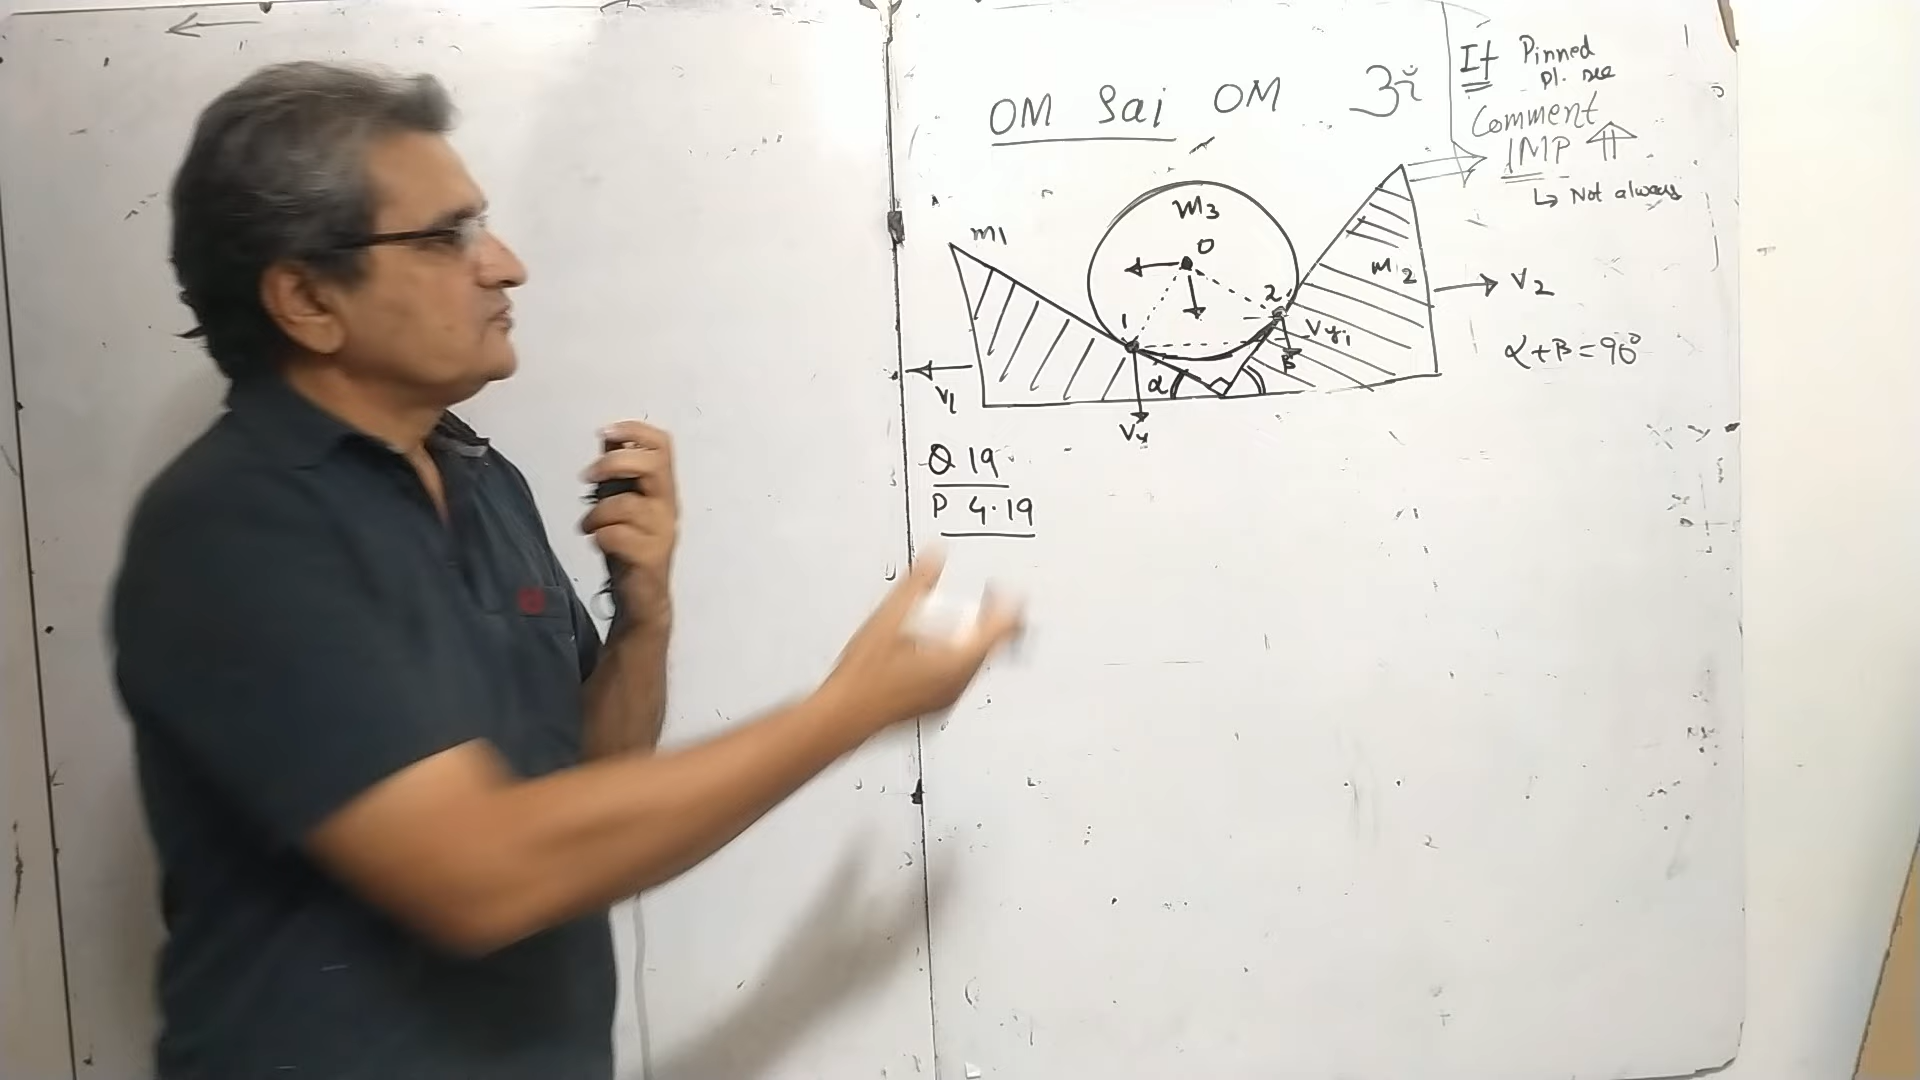 OM Sai OM ૐ
If Pinned
pl. see
Comment
IMP ⇑
↳ Not always
m1
m3
O
m2
1
2
V2
Vy1
α
β
V1
Vy
α+β=90°
Q 19
P 4.19